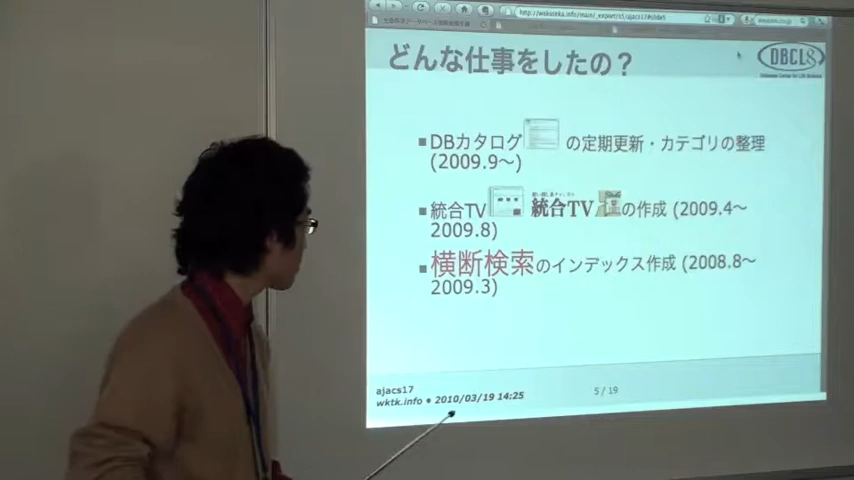 どんな仕事をしたの？
DBCLS
■DBカタログ の定期更新・カテゴリの整理
(2009.9〜)
■統合TV 統合TV の作成 (2009.4〜
2009.8)
■横断検索のインデックス作成 (2008.8〜
2009.3)
ajacs17
5 / 19
wktk.info • 2010/03/19 14:25